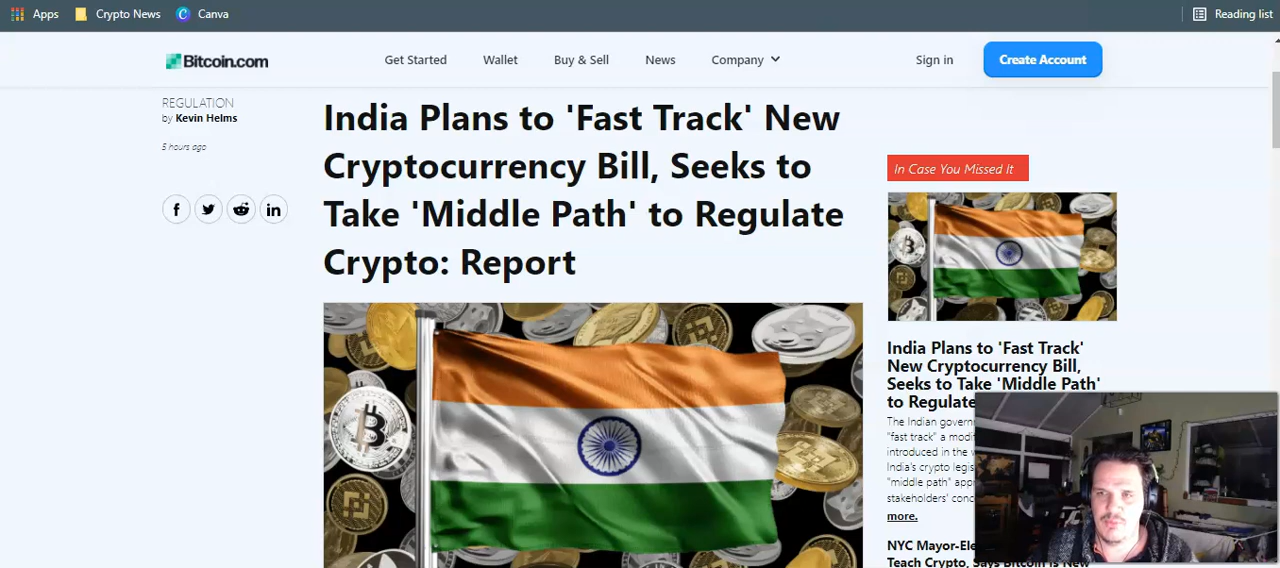 Apps
Crypto News
Canva
Reading list
Bitcoin.com
Get Started
Wallet
Buy & Sell
News
Company
Sign in
Create Account
REGULATION
by Kevin Helms
5 hours ago
India Plans to 'Fast Track' New
Cryptocurrency Bill, Seeks to
Take 'Middle Path' to Regulate
Crypto: Report
In Case You Missed It
India Plans to 'Fast Track'
New Cryptocurrency Bill,
Seeks to Take 'Middle Path'
to Regulate
The Indian govern
"fast track" a modi
introduced in the w
India's crypto legis
"middle path" app
stakeholders' conc
more.
NYC Mayor-Ele
Teach Crypto, Says Bitcoin Is New